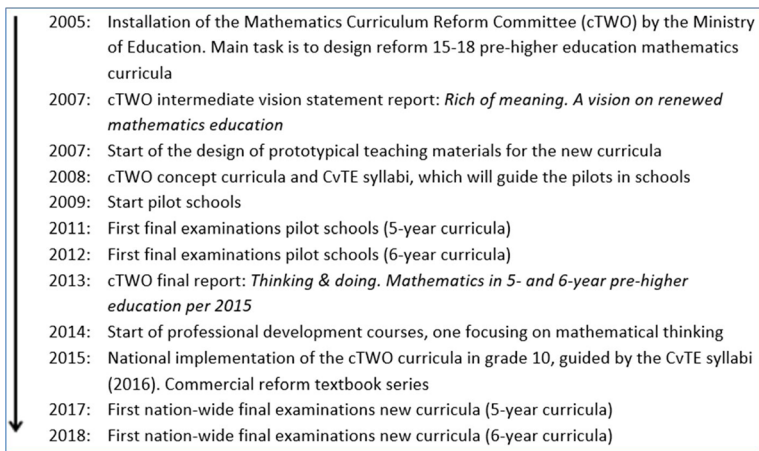 2005: Installation of the Mathematics Curriculum Reform Committee (cTWO) by the Ministry
of Education. Main task is to design reform 15-18 pre-higher education mathematics
curricula
2007: cTWO intermediate vision statement report: Rich of meaning. A vision on renewed
mathematics education
2007: Start of the design of prototypical teaching materials for the new curricula
2008: cTWO concept curricula and CvTE syllabi, which will guide the pilots in schools
2009: Start pilot schools
2011: First final examinations pilot schools (5-year curricula)
2012: First final examinations pilot schools (6-year curricula)
2013: cTWO final report: Thinking & doing. Mathematics in 5- and 6-year pre-higher
education per 2015
2014: Start of professional development courses, one focusing on mathematical thinking
2015: National implementation of the cTWO curricula in grade 10, guided by the CvTE syllabi
(2016). Commercial reform textbook series
2017: First nation-wide final examinations new curricula (5-year curricula)
2018: First nation-wide final examinations new curricula (6-year curricula)